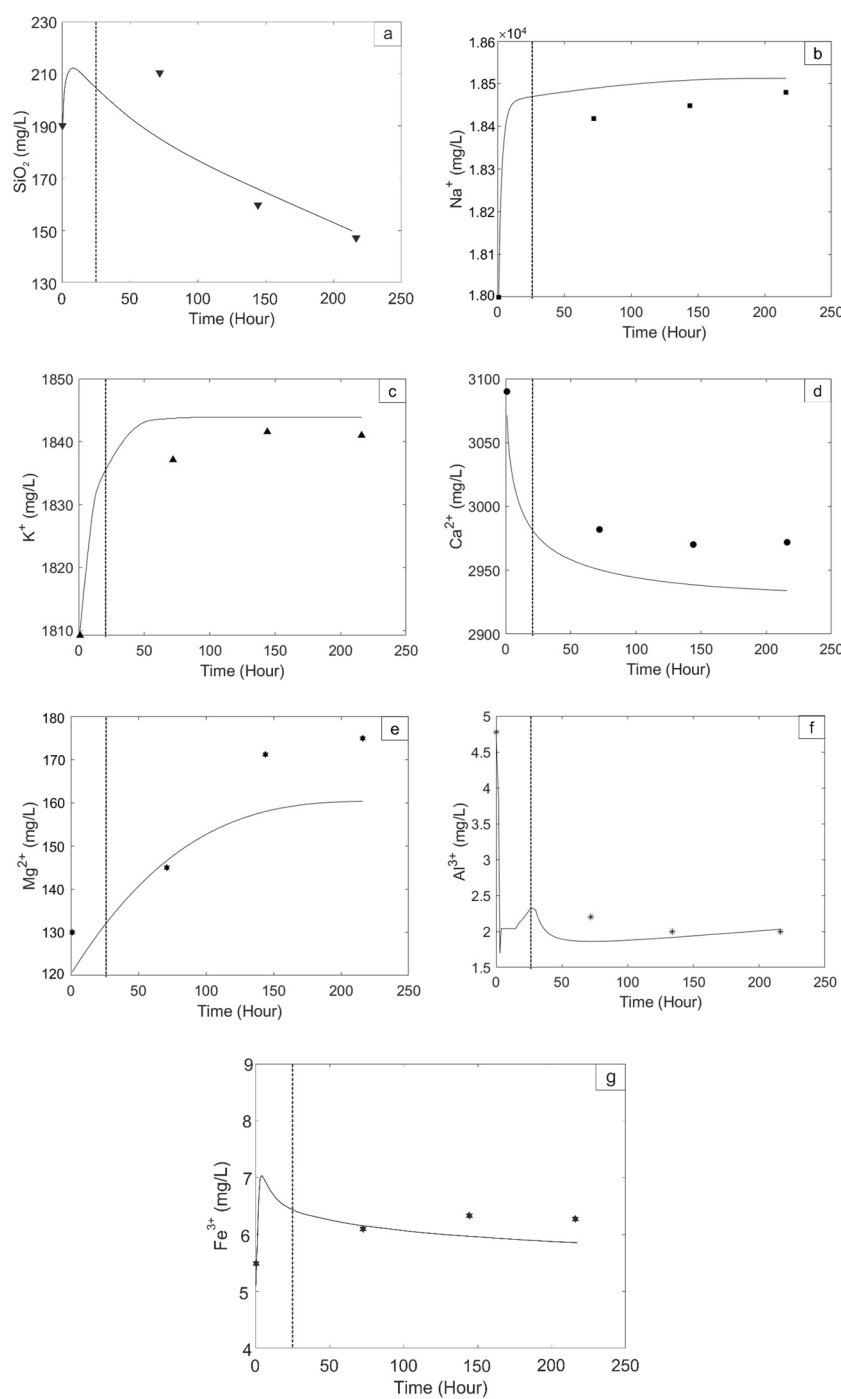 a
230
210
190
170
150
130
SiO₂ (mg/L)
0 50 100 150 200 250
Time (Hour)
b
×10⁴
1.86
1.85
1.84
1.83
1.82
1.81
1.80
Na⁺ (mg/L)
0 50 100 150 200 250
Time (Hour)
c
1850
1840
1830
1820
1810
K⁺ (mg/L)
0 50 100 150 200 250
Time (Hour)
d
3100
3050
3000
2950
2900
Ca²⁺ (mg/L)
0 50 100 150 200 250
Time (Hour)
e
180
170
160
150
140
130
120
Mg²⁺ (mg/L)
0 50 100 150 200 250
Time (Hour)
f
5
4.5
4
3.5
3
2.5
2
1.5
Al³⁺ (mg/L)
0 50 100 150 200 250
Time (Hour)
g
9
8
7
6
5
4
Fe³⁺ (mg/L)
0 50 100 150 200 250
Time (Hour)